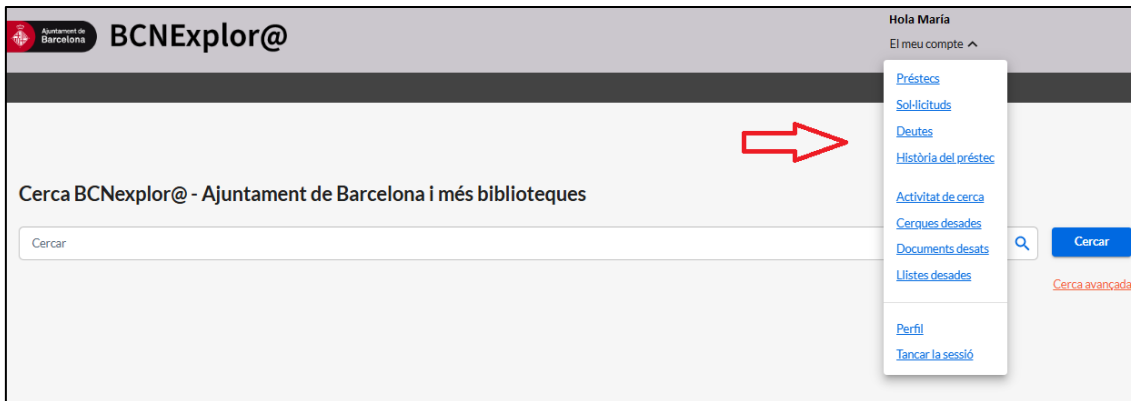 Ajuntament de
Barcelona
BCNExplor@
Hola María
El meu compte
Préstecs
Sol·licituds
Deutes
Història del préstec
Activitat de cerca
Cerques desades
Documents desats
Llistes desades
Perfil
Tancar la sessió
Cerca BCNexplor@ - Ajuntament de Barcelona i més biblioteques
Cercar
Cercar
Cerca avançada